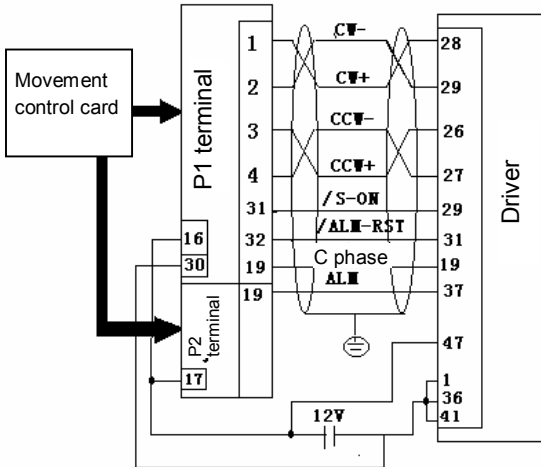 Movement
control card
P1 terminal
P2 terminal
Driver
1 CW- 28
2 CW+ 29
3 CCW- 26
4 CCW+ 27
31 /S-ON 29
32 /ALM-RST 31
19 C phase 19
19 ALM 37
16
30
17
47
1
36
41
12V